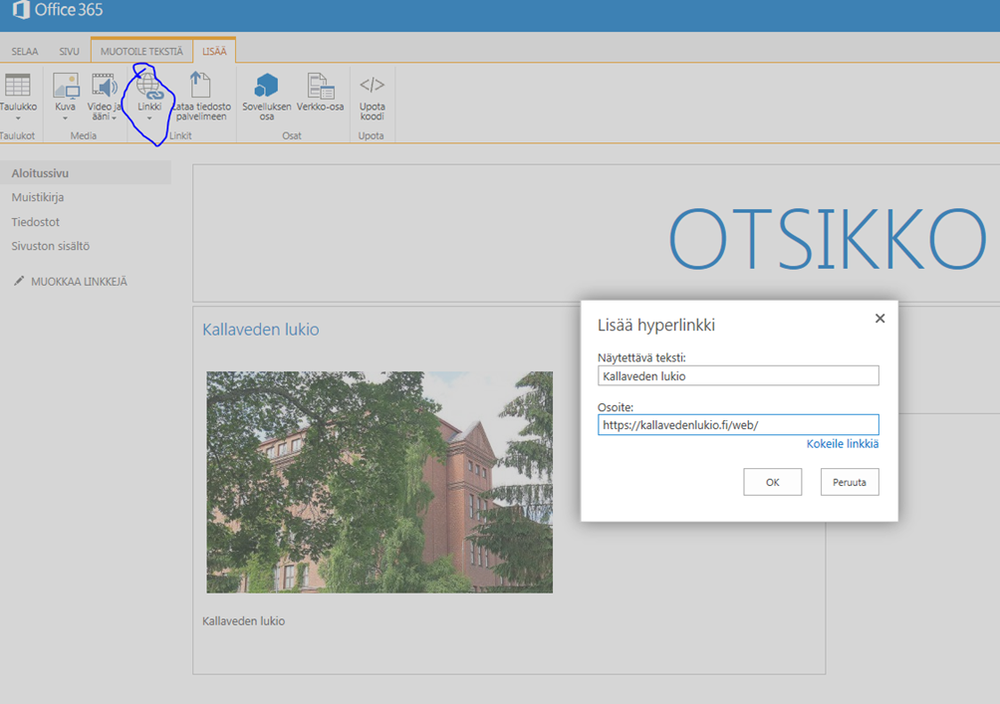 Office 365
SELAA SIVU MUOTOILE TEKSTIÄ LISÄÄ
Taulukko Kuva Video ja ääni Linkki Lataa tiedosto palvelimeen Sovelluksen osa Verkko-osa </> Upota koodi
Taulukot Media Linkit Osat Upota
Aloitussivu
Muistikirja
Tiedostot
Sivuston sisältö
MUOKKAA LINKKEJÄ
OTSIKKO
Kallaveden lukio
Kallaveden lukio
Lisää hyperlinkki
Näytettävä teksti:
Kallaveden lukio
Osoite:
https://kallavedenlukio.fi/web/
Kokeile linkkiä
OK Peruuta